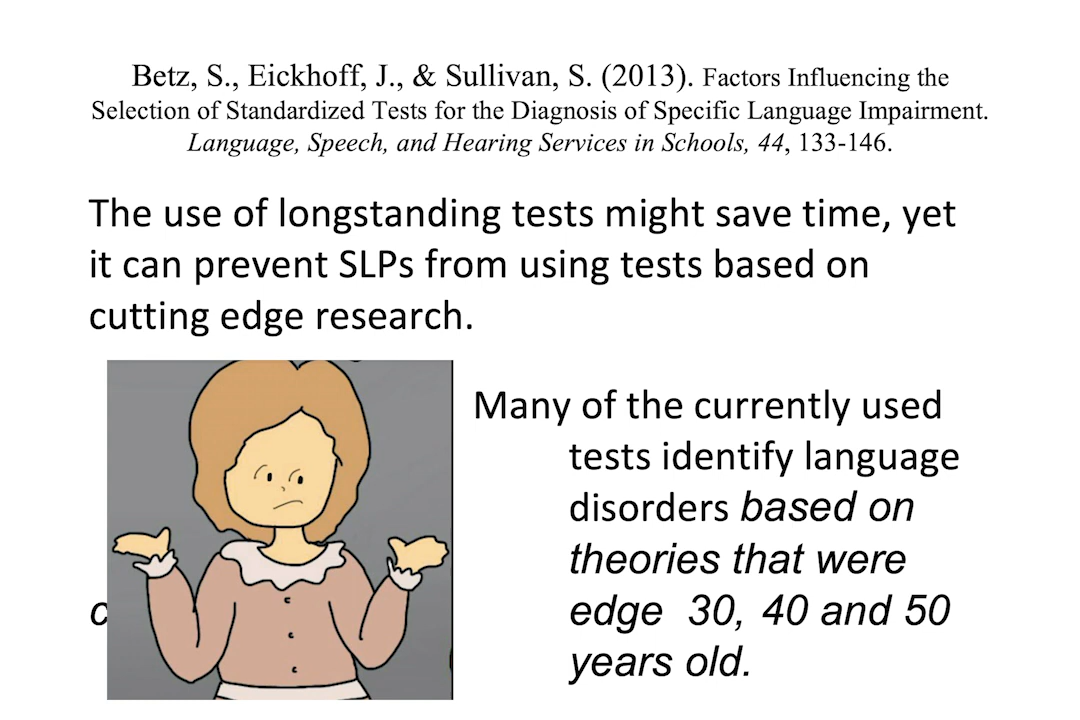 Betz, S., Eickhoff, J., & Sullivan, S. (2013). Factors Influencing the
Selection of Standardized Tests for the Diagnosis of Specific Language Impairment.
Language, Speech, and Hearing Services in Schools, 44, 133-146.
The use of longstanding tests might save time, yet
it can prevent SLPs from using tests based on
cutting edge research.
Many of the currently used
tests identify language
disorders based on
theories that were
edge 30, 40 and 50
years old.